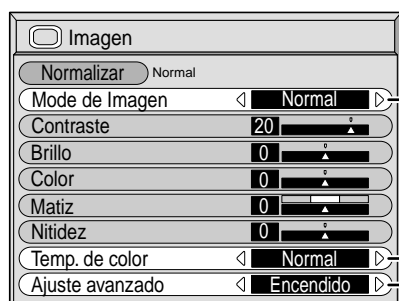 Imagen
Normalizar Normal
Mode de Imagen Normal
Contraste 20
Brillo 0
Color 0
Matiz 0
Nitidez 0
Temp. de color Normal
Ajuste avanzado Encendido